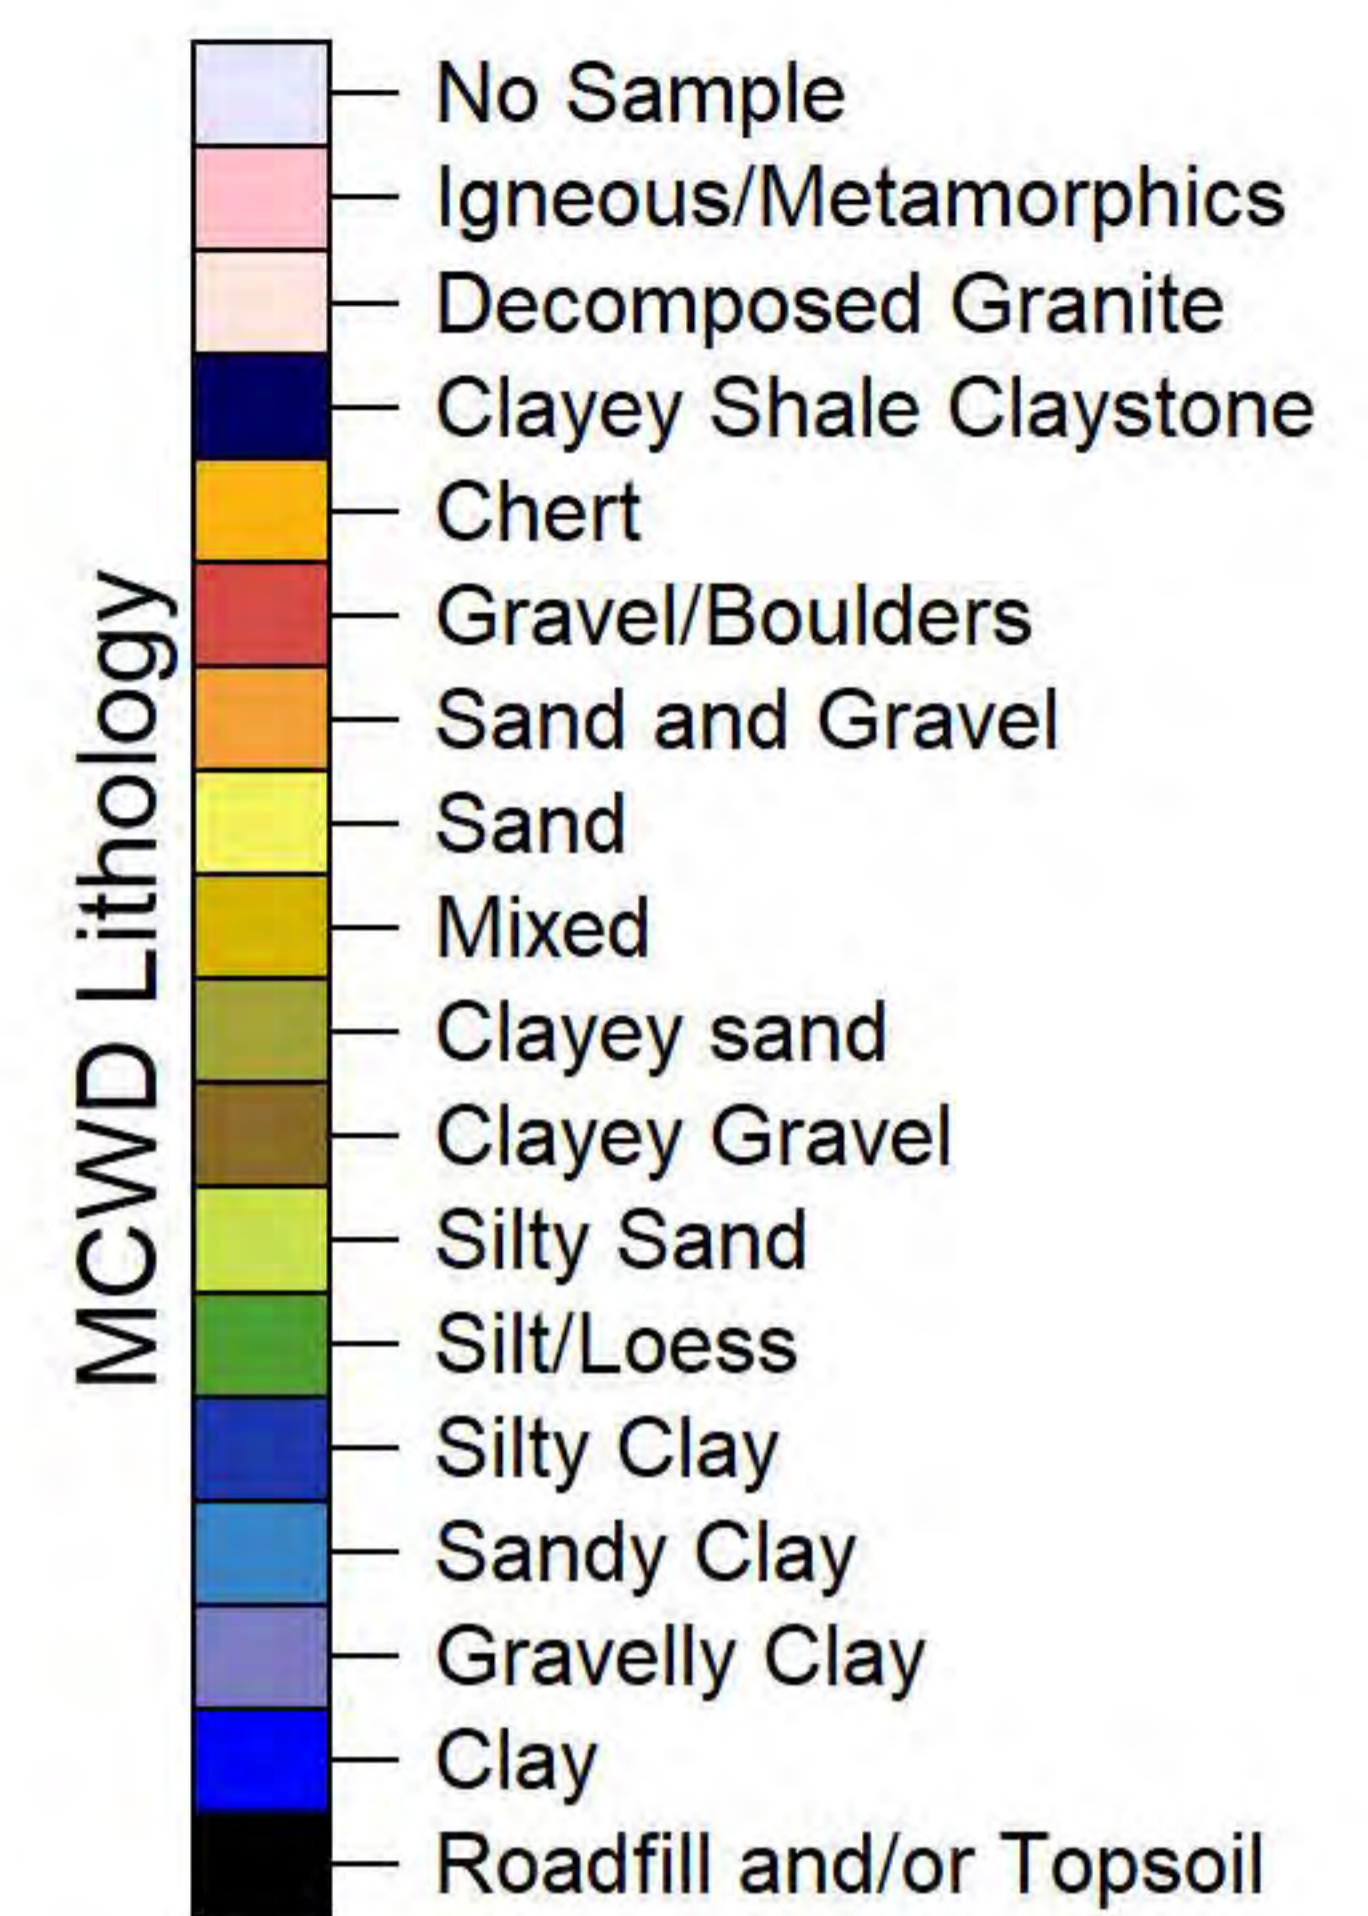 MCWD Lithology
No Sample
Igneous/Metamorphics
Decomposed Granite
Clayey Shale Claystone
Chert
Gravel/Boulders
Sand and Gravel
Sand
Mixed
Clayey sand
Clayey Gravel
Silty Sand
Silt/Loess
Silty Clay
Sandy Clay
Gravelly Clay
Clay
Roadfill and/or Topsoil